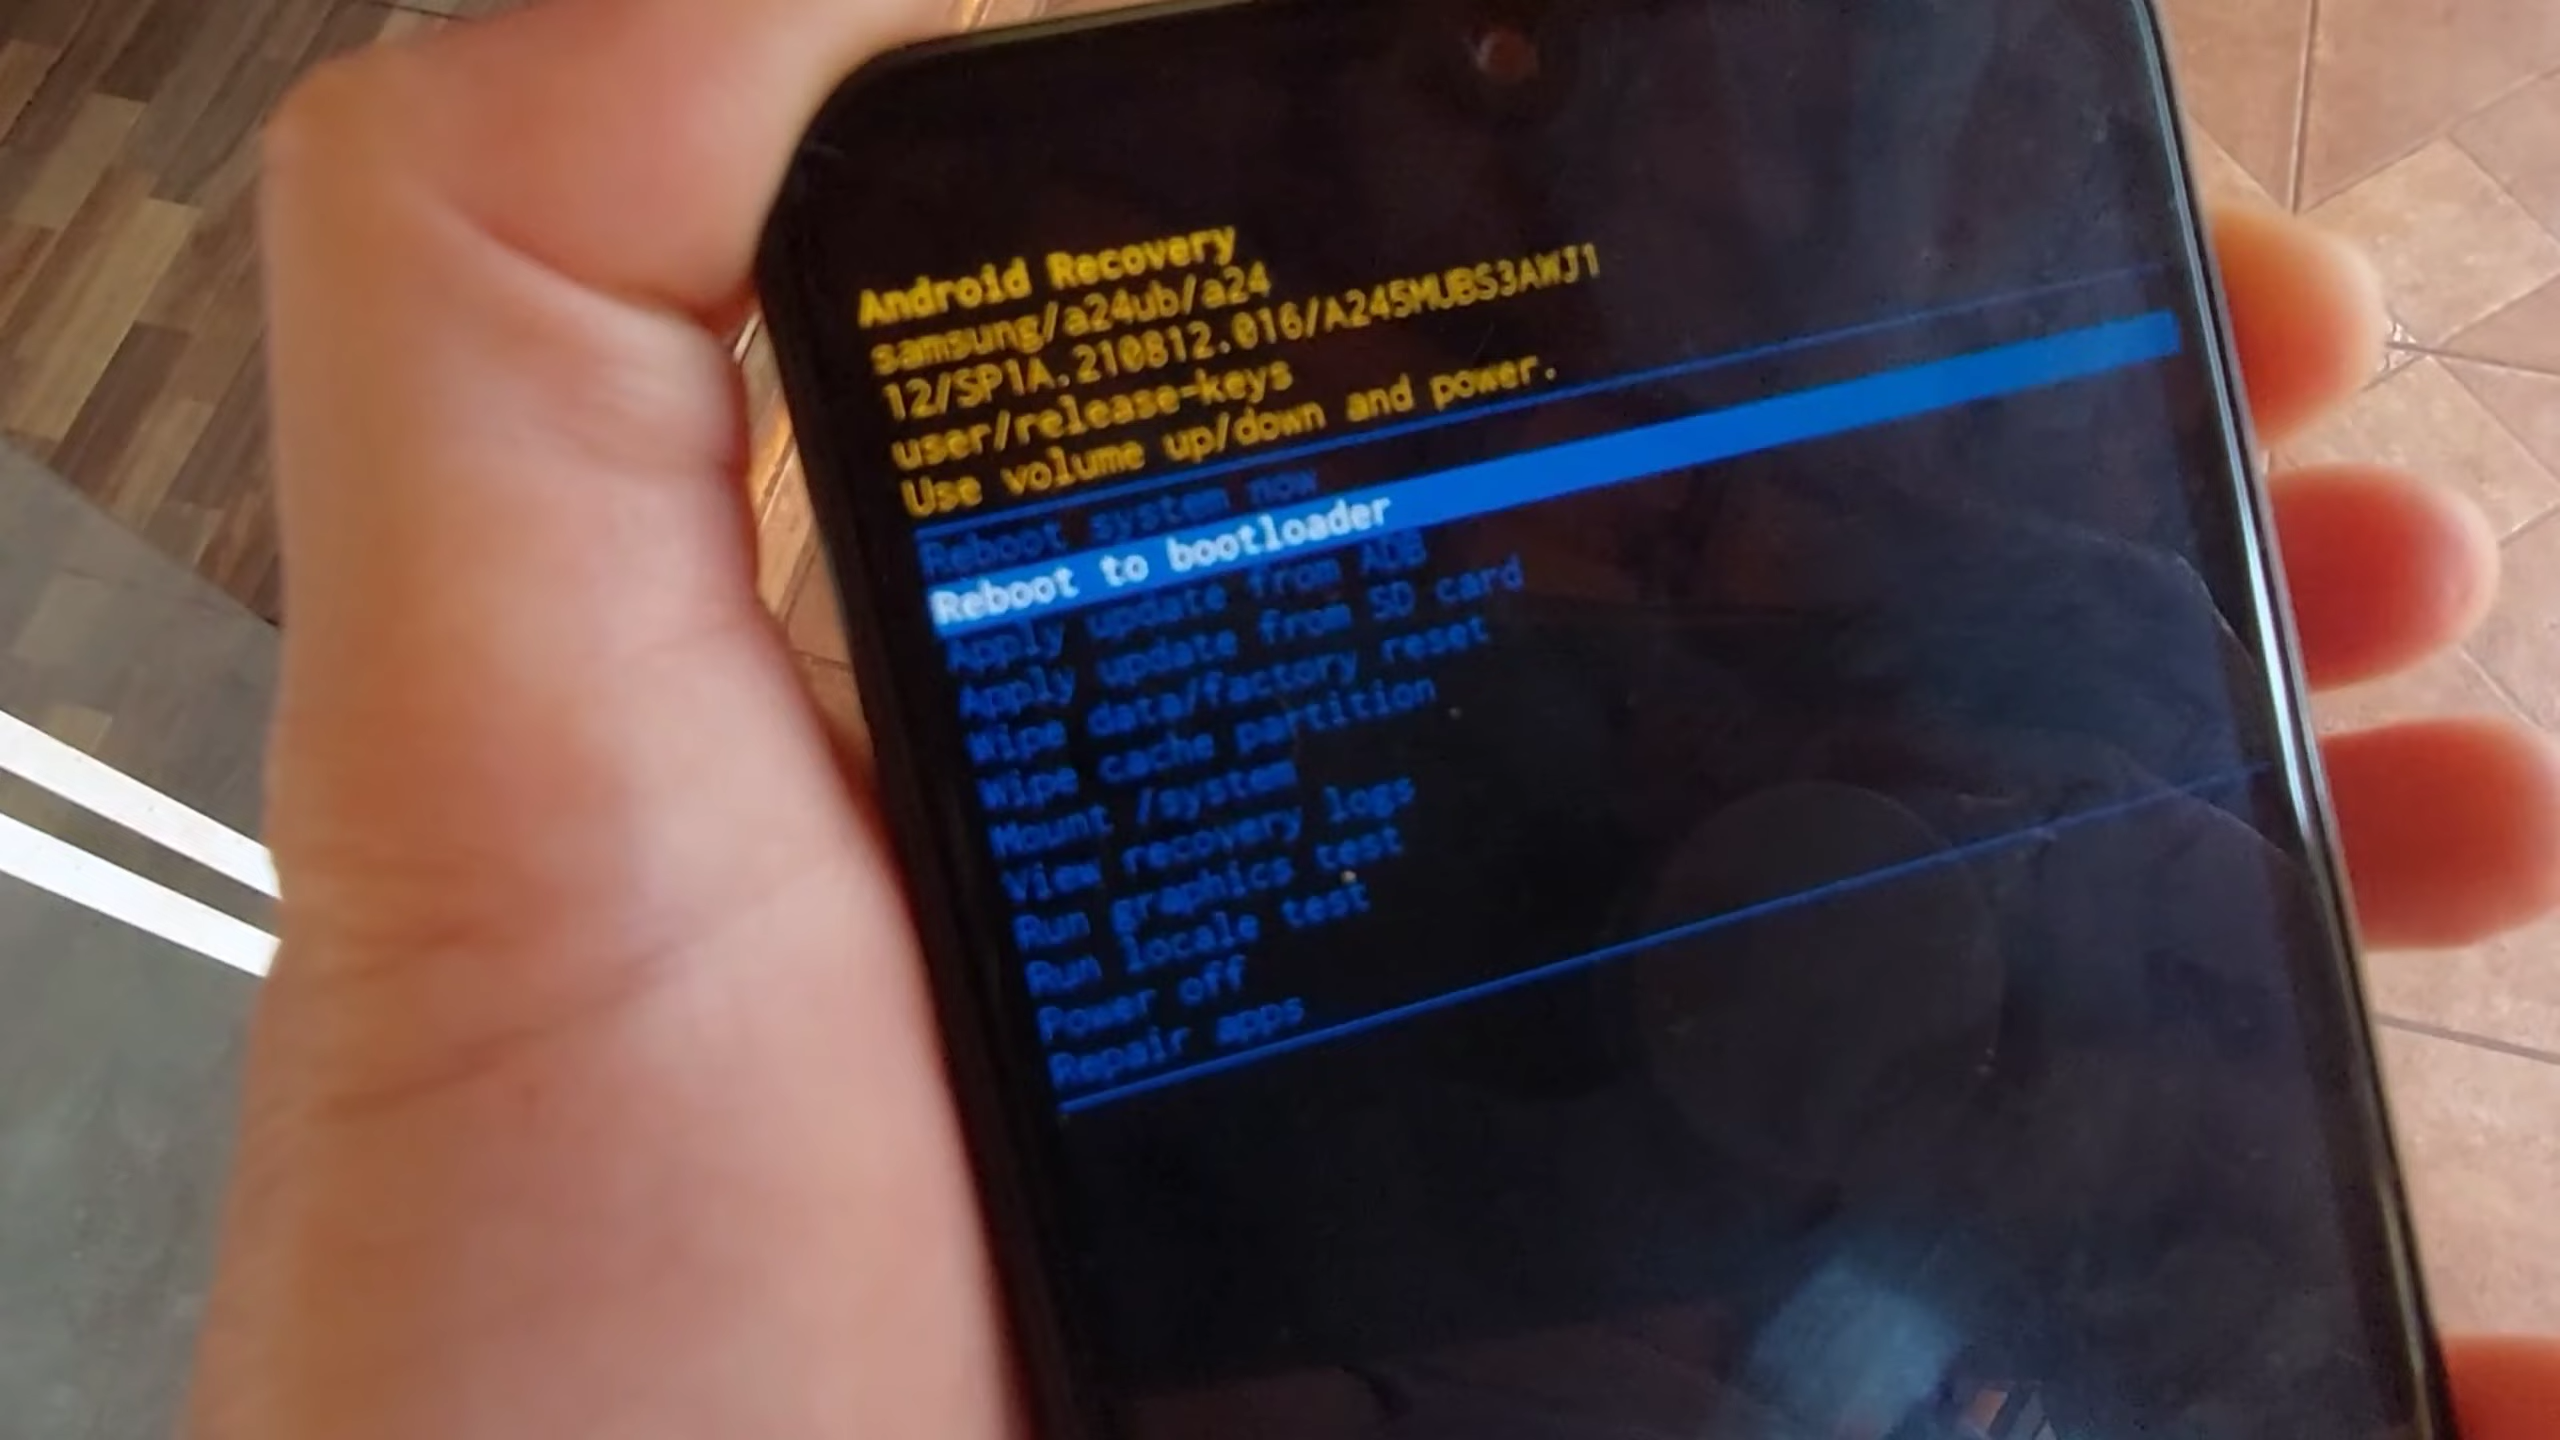 Android Recovery
samsung/a24ub/a24
12/SP1A.210812.016/A245MUBS3AWJ1
user/release-keys
Use volume up/down and power.
Reboot system now
Reboot to bootloader
Apply update from ADB
Apply update from SD card
Wipe data/factory reset
Wipe cache partition
Mount /system
View recovery logs
Run graphics test
Run locale test
Power off
Repair apps